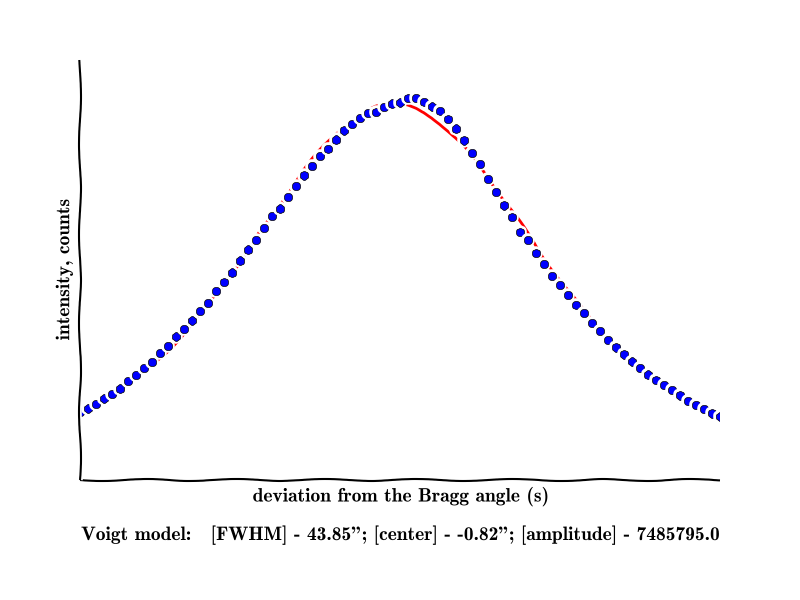 intensity, counts
deviation from the Bragg angle (s)
Voigt model: [FWHM] - 43.85”; [center] - -0.82”; [amplitude] - 7485795.0